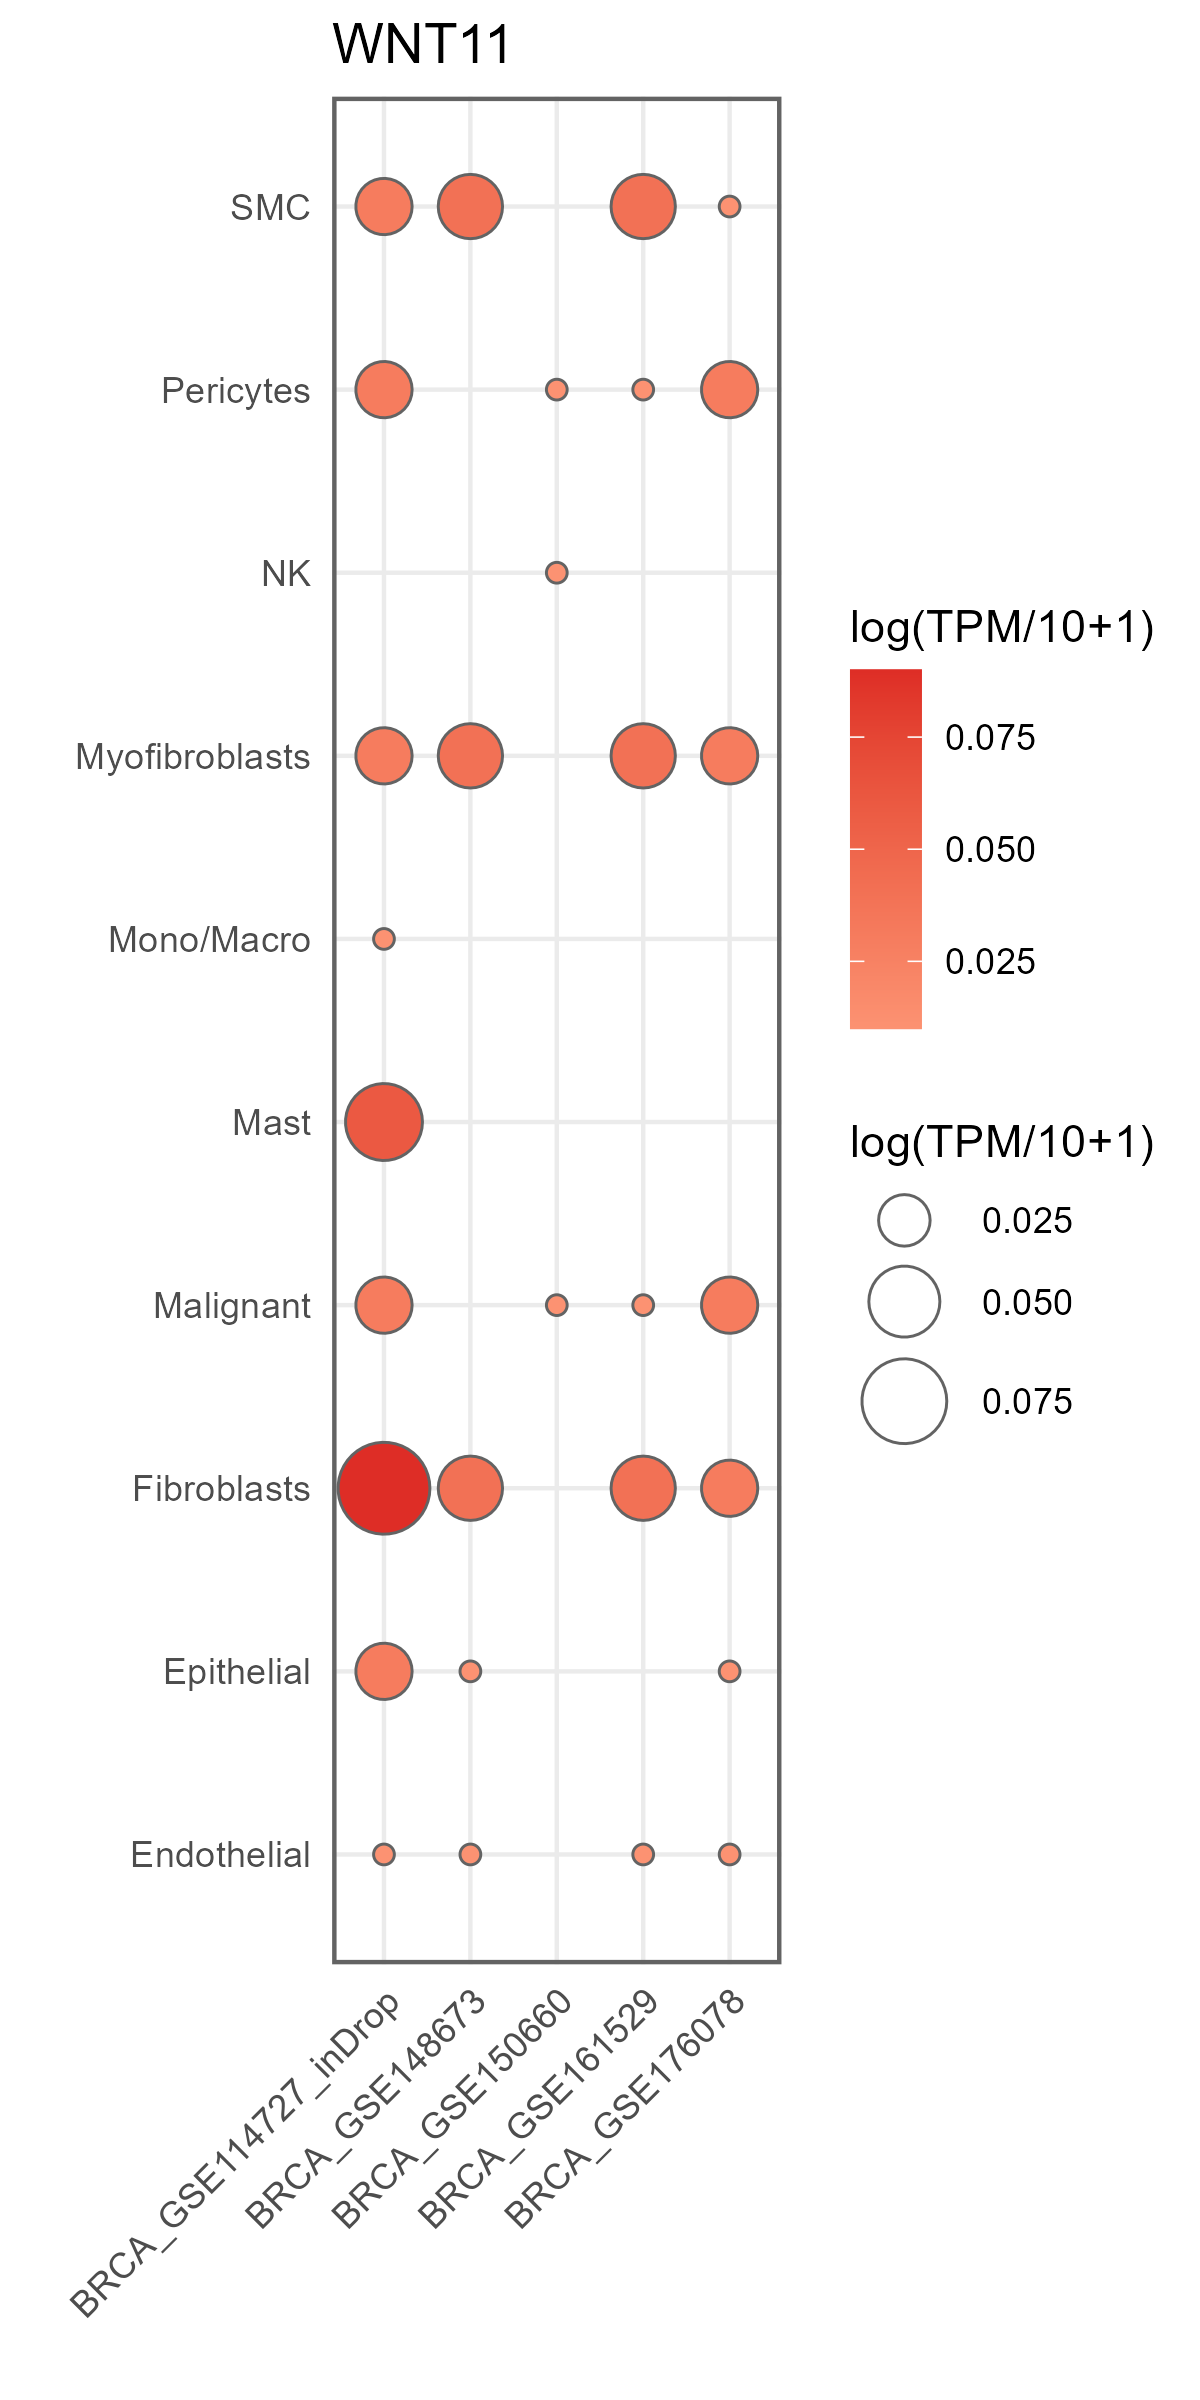 WNT11
SMC
Pericytes
NK
Myofibroblasts
Mono/Macro
Mast
Malignant
Fibroblasts
Epithelial
Endothelial
BRCA_GSE114727_inDrop
BRCA_GSE148673
BRCA_GSE150660
BRCA_GSE161529
BRCA_GSE176078
log(TPM/10+1)
0.075
0.050
0.025
log(TPM/10+1)
0.025
0.050
0.075